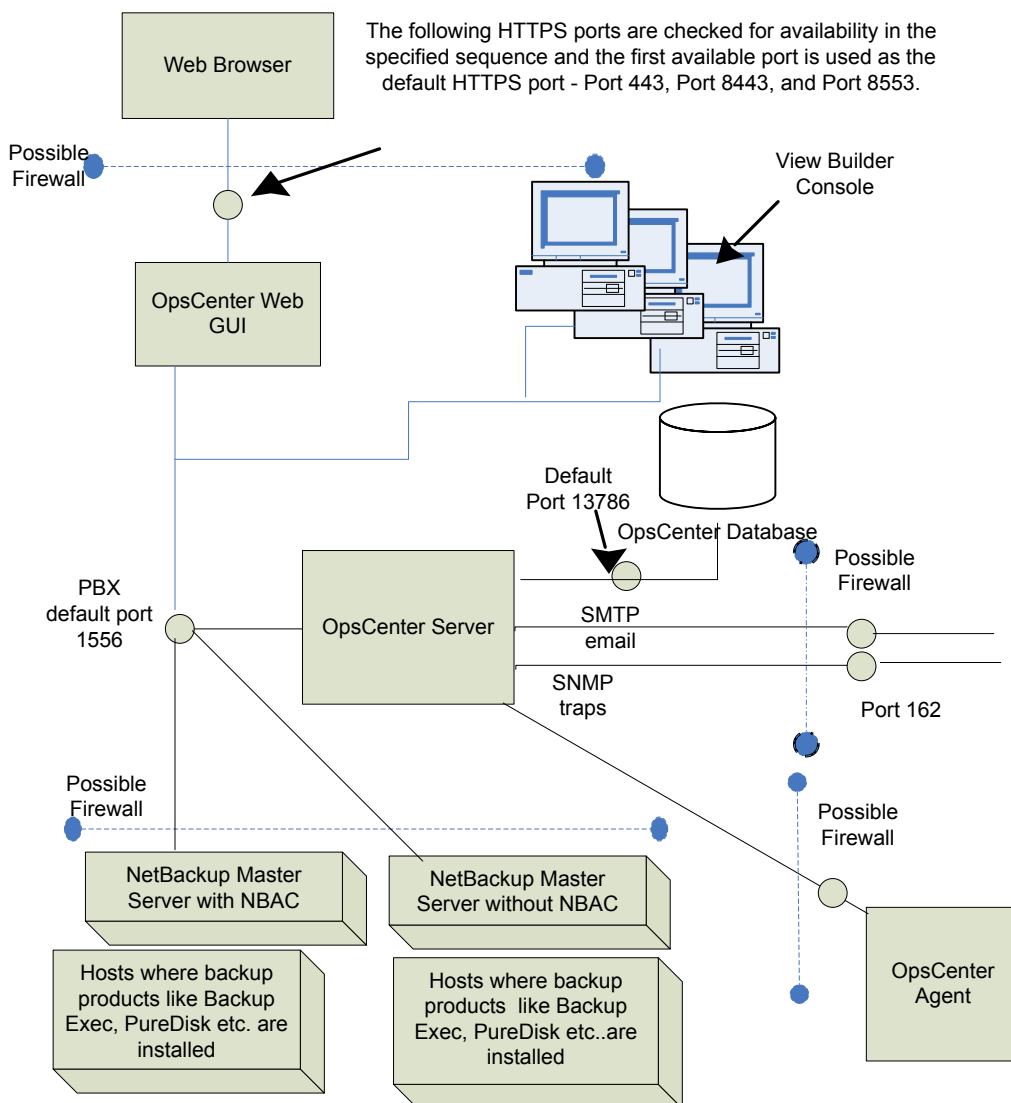 The following HTTPS ports are checked for availability in the
specified sequence and the first available port is used as the
default HTTPS port - Port 443, Port 8443, and Port 8553.
Web Browser
Possible
Firewall
View Builder
Console
OpsCenter Web
GUI
Default
Port 13786
OpsCenter Database
Possible
Firewall
PBX
default port
1556
OpsCenter Server
SMTP
email
SNMP
traps
Port 162
Possible
Firewall
Possible
Firewall
NetBackup Master
Server with NBAC
NetBackup Master
Server without NBAC
Hosts where backup
products like Backup
Exec, PureDisk etc. are
installed
Hosts where backup
products  like Backup
Exec, PureDisk etc..are
installed
OpsCenter
Agent